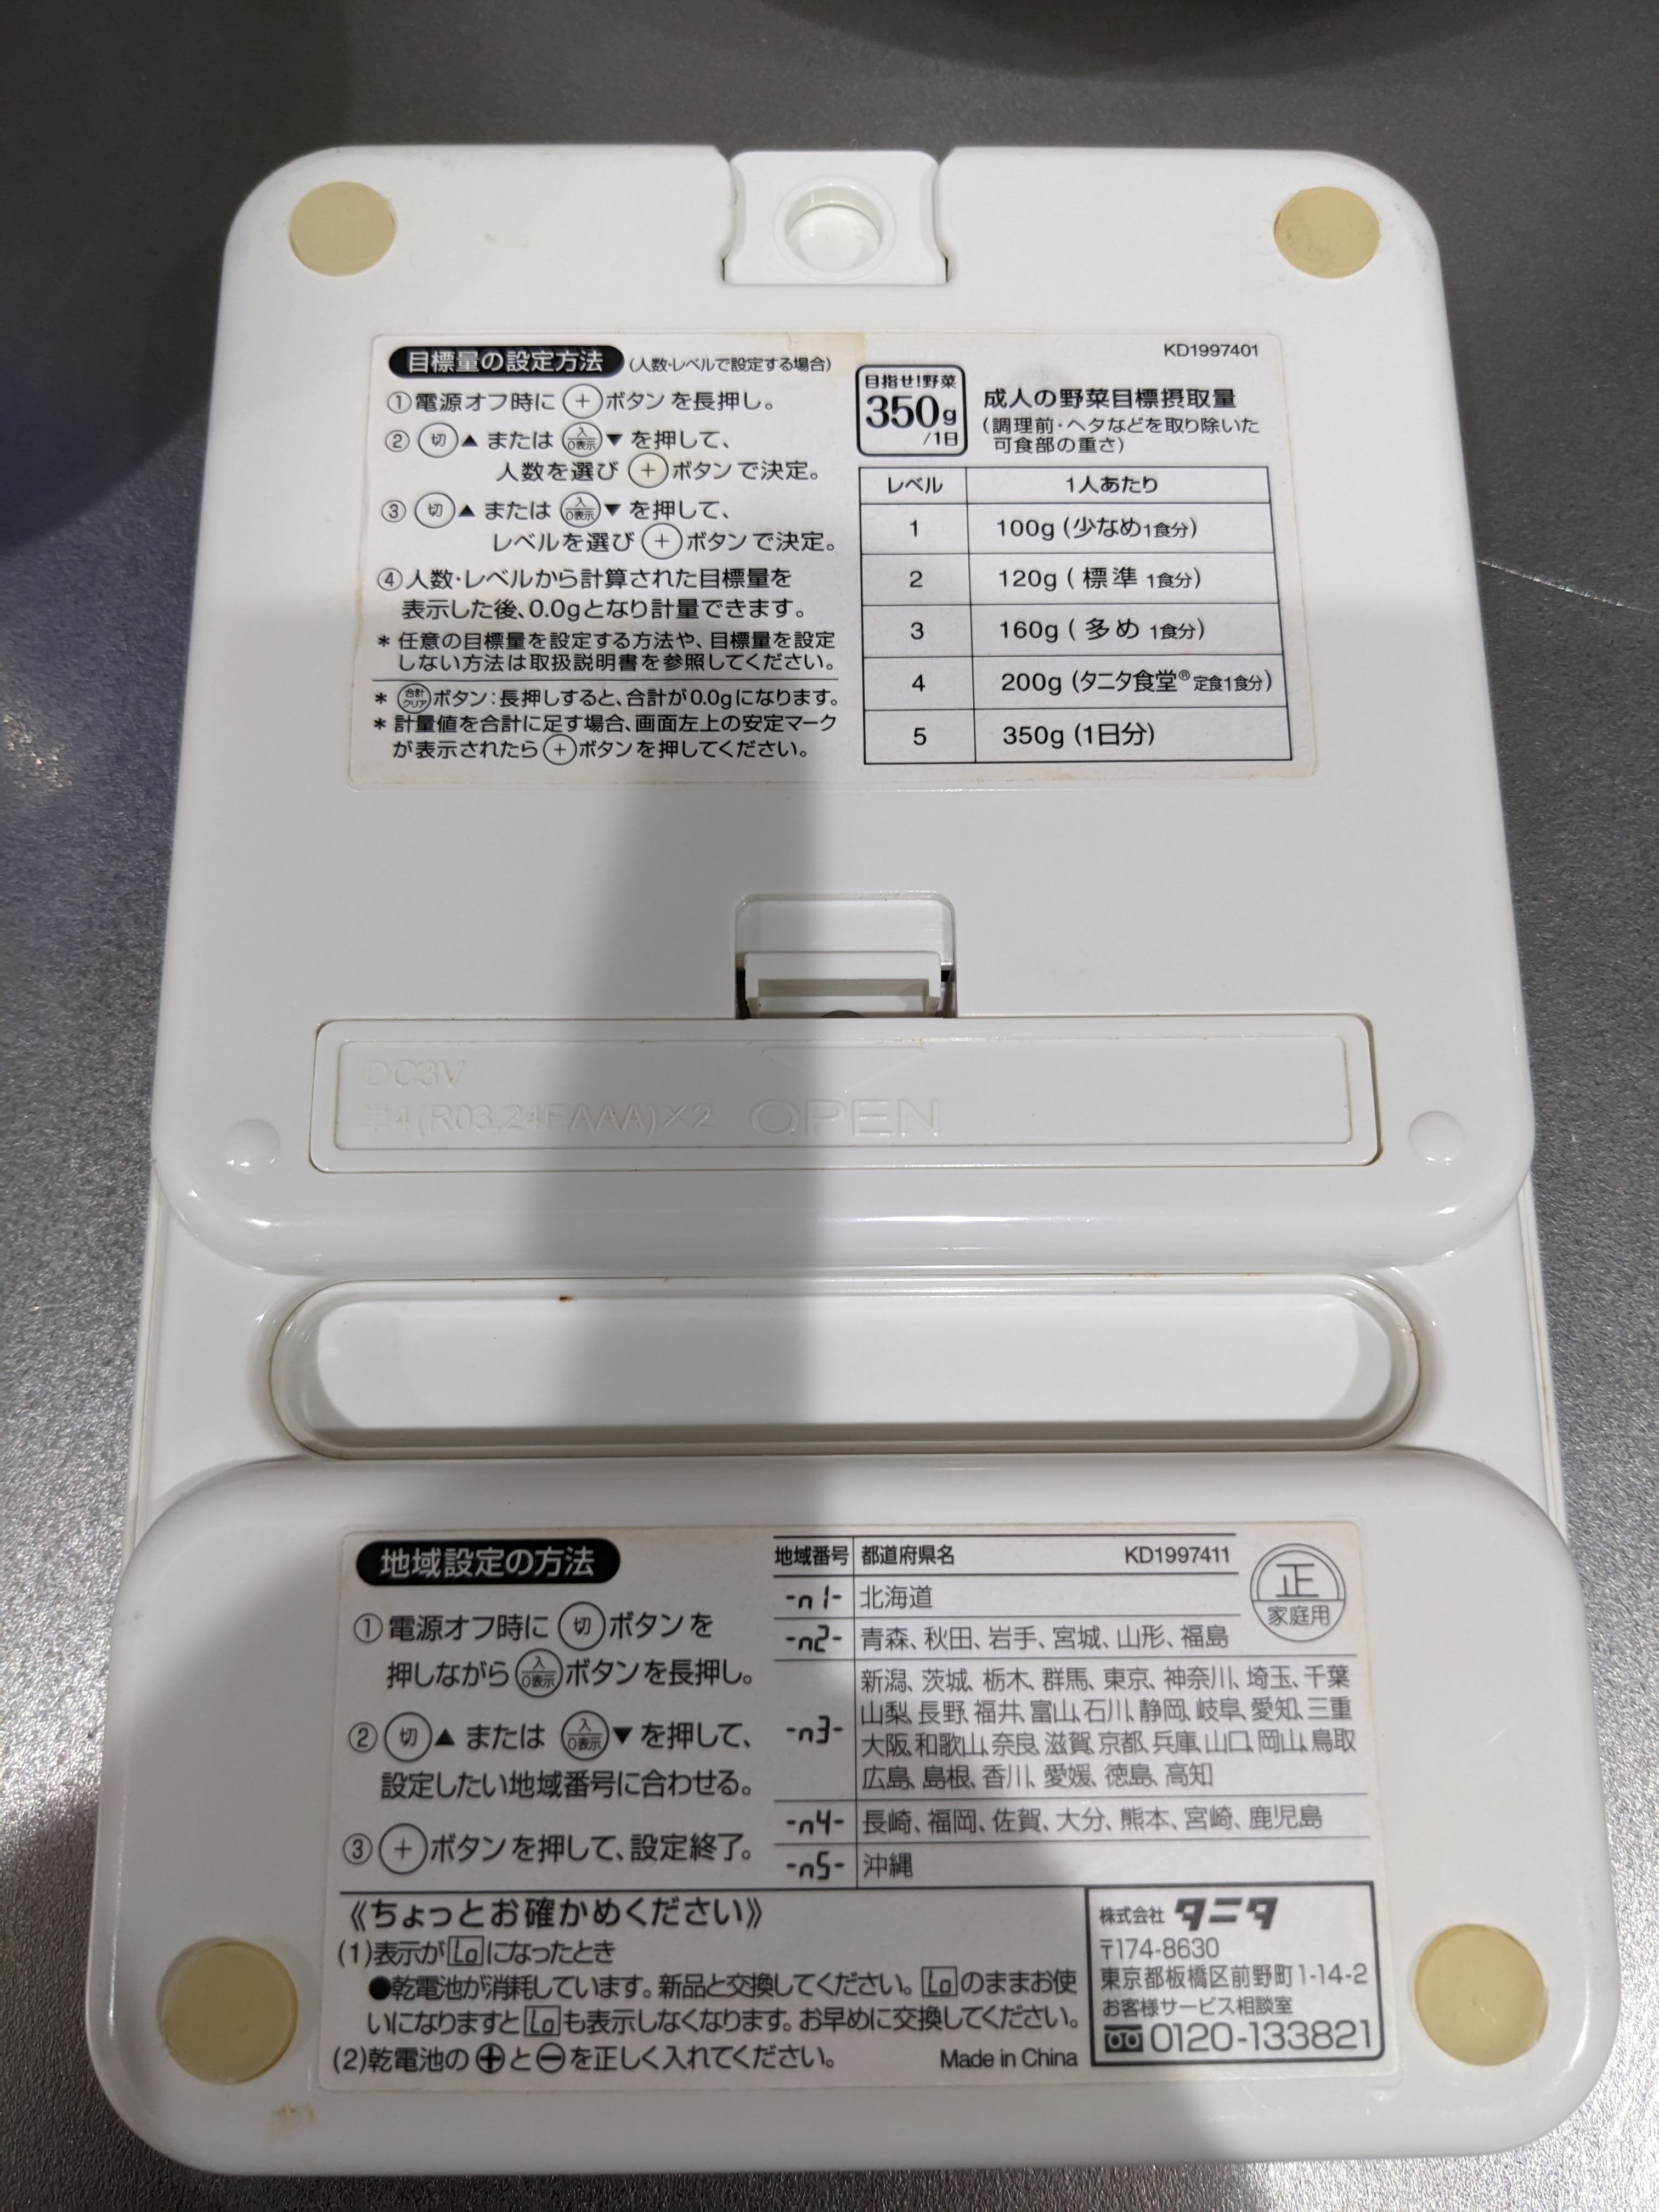 目標量の設定方法 (人数・レベルで設定する場合)
①電源オフ時に(+)ボタンを長押し。
②(切)▲または(入/0表示)▼を押して、
人数を選び(+)ボタンで決定。
③(切)▲または(入/0表示)▼を押して、
レベルを選び(+)ボタンで決定。
④人数・レベルから計算された目標量を
表示した後、0.0gとなり計量できます。
*任意の目標量を設定する方法や、目標量を設定
しない方法は取扱説明書を参照してください。
*(合計クリア)ボタン:長押しすると、合計が0.0gになります。
*計量値を合計に足す場合、画面左上の安定マーク
が表示されたら(+)ボタンを押してください。
KD1997401
目指せ!野菜
350g
/1日
成人の野菜目標摂取量
(調理前・ヘタなどを取り除いた
可食部の重さ)
レベル 1人あたり
1 100g (少なめ1食分)
2 120g (標準 1食分)
3 160g (多め 1食分)
4 200g (タニタ食堂®定食1食分)
5 350g (1日分)
DC3V
単4(R03,24F,AAA)×2 OPEN
地域設定の方法
①電源オフ時に(切)ボタンを
押しながら(入/0表示)ボタンを長押し。
②(切)▲または(入/0表示)▼を押して、
設定したい地域番号に合わせる。
③(+)ボタンを押して、設定終了。
地域番号 都道府県名 KD1997411
-n1- 北海道
-n2- 青森、秋田、岩手、宮城、山形、福島
-n3- 新潟、茨城、栃木、群馬、東京、神奈川、埼玉、千葉
山梨、長野、福井、富山、石川、静岡、岐阜、愛知、三重
大阪、和歌山、奈良、滋賀、京都、兵庫、山口、岡山、鳥取
広島、島根、香川、愛媛、徳島、高知
-n4- 長崎、福岡、佐賀、大分、熊本、宮崎、鹿児島
-n5- 沖縄
正
家庭用
《ちょっとお確かめください》
(1)表示がLoになったとき
●乾電池が消耗しています。新品と交換してください。Loのままお使
いになりますとLoも表示しなくなります。お早めに交換してください。
(2)乾電池の⊕と⊖を正しく入れてください。
Made in China
株式会社タニタ
〒174-8630
東京都板橋区前野町1-14-2
お客様サービス相談室
0120-133821